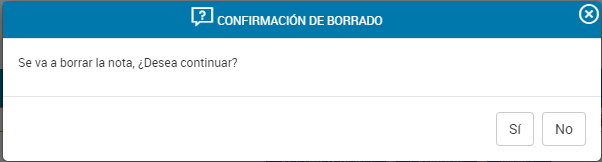 CONFIRMACIÓN DE BORRADO
Se va a borrar la nota, ¿Desea continuar?
Sí No